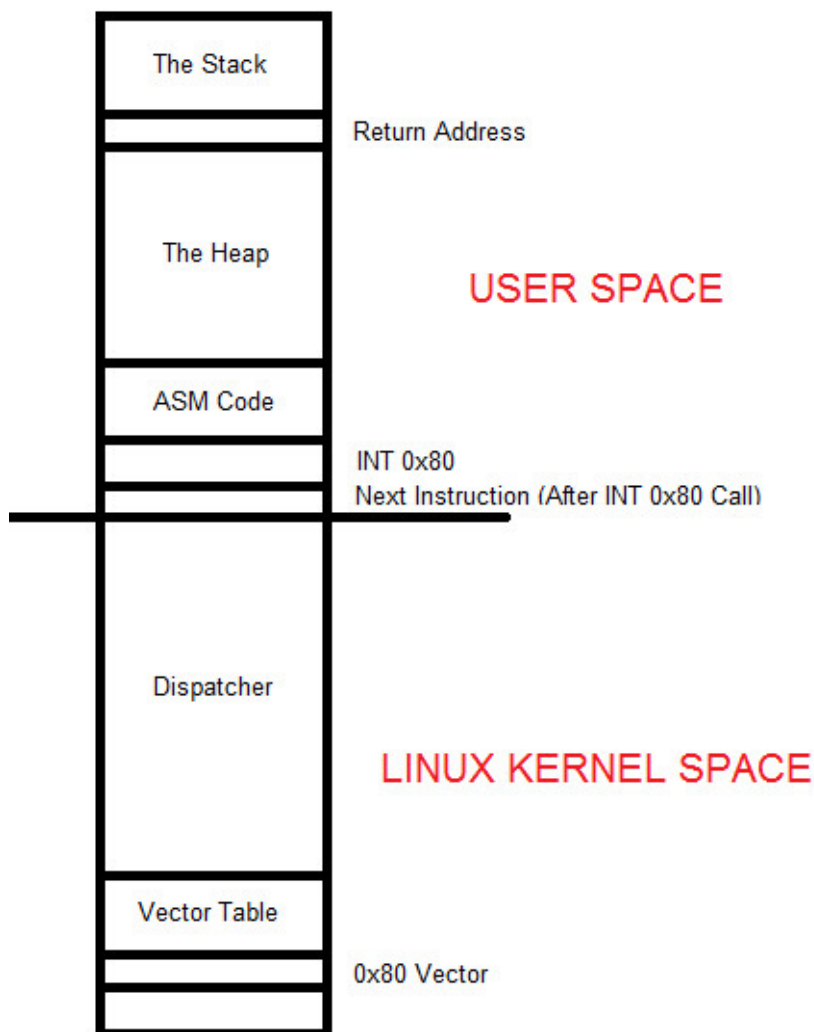 The Stack
Return Address
The Heap
USER SPACE
ASM Code
INT 0x80
Next Instruction (After INT 0x80 Call)
Dispatcher
LINUX KERNEL SPACE
Vector Table
0x80 Vector